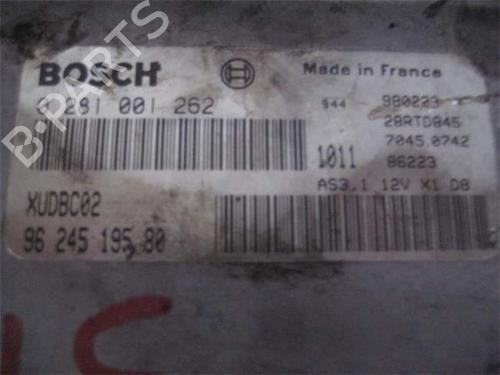 B-PARTS
BOSCH
Made in France
0 281 001 262
944 980223
28RTD845
7045.0742
1011 86223
AS3.1 12V X1 D8
XUDBC02
96 245 195 80